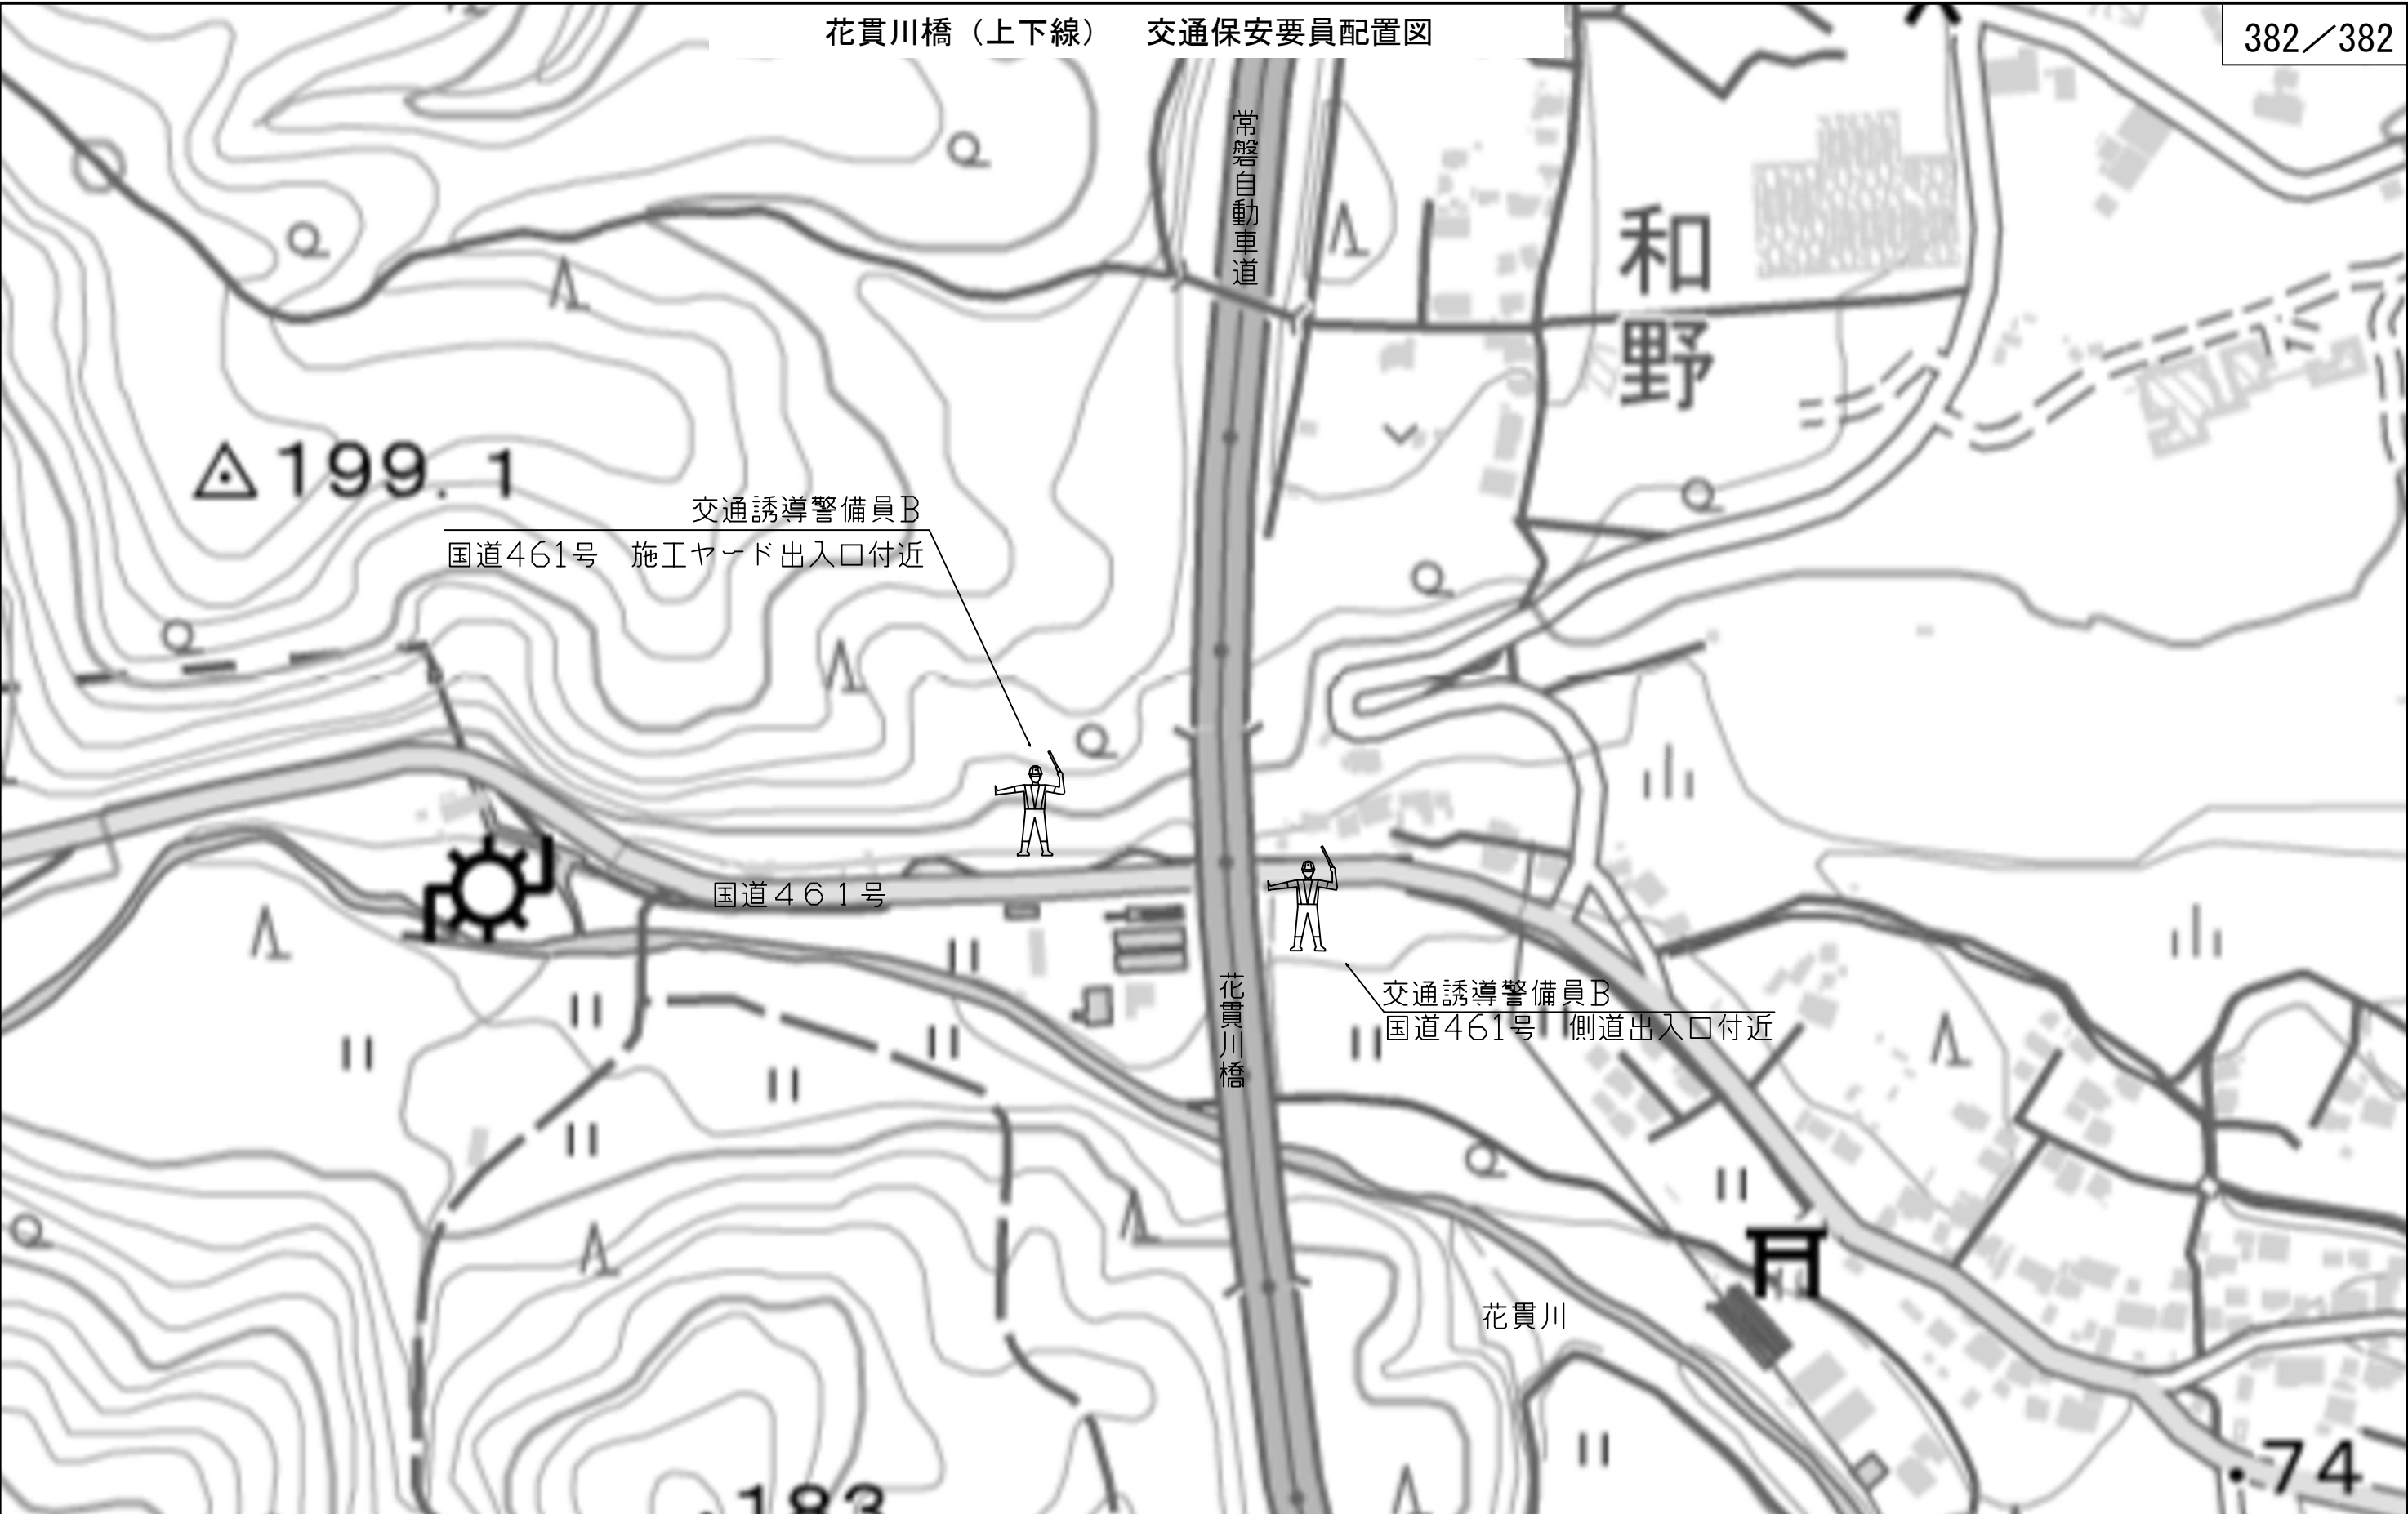 花貫川橋（上下線）　交通保安要員配置図
382／382
常磐自動車道
和野
199.1
交通誘導警備員B
国道461号　施工ヤード出入口付近
国道461号
花貫川橋
交通誘導警備員B
国道461号　側道出入口付近
花貫川
74
183